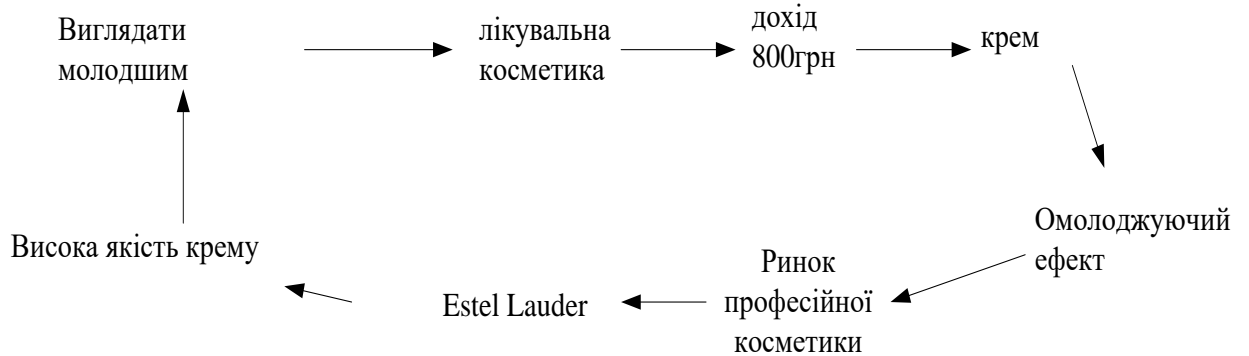 Виглядати
молодшим
лікувальна
косметика
дохід
800грн
крем
Омолоджуючий
ефект
Ринок
професійної
косметики
Estel Lauder
Висока якість крему